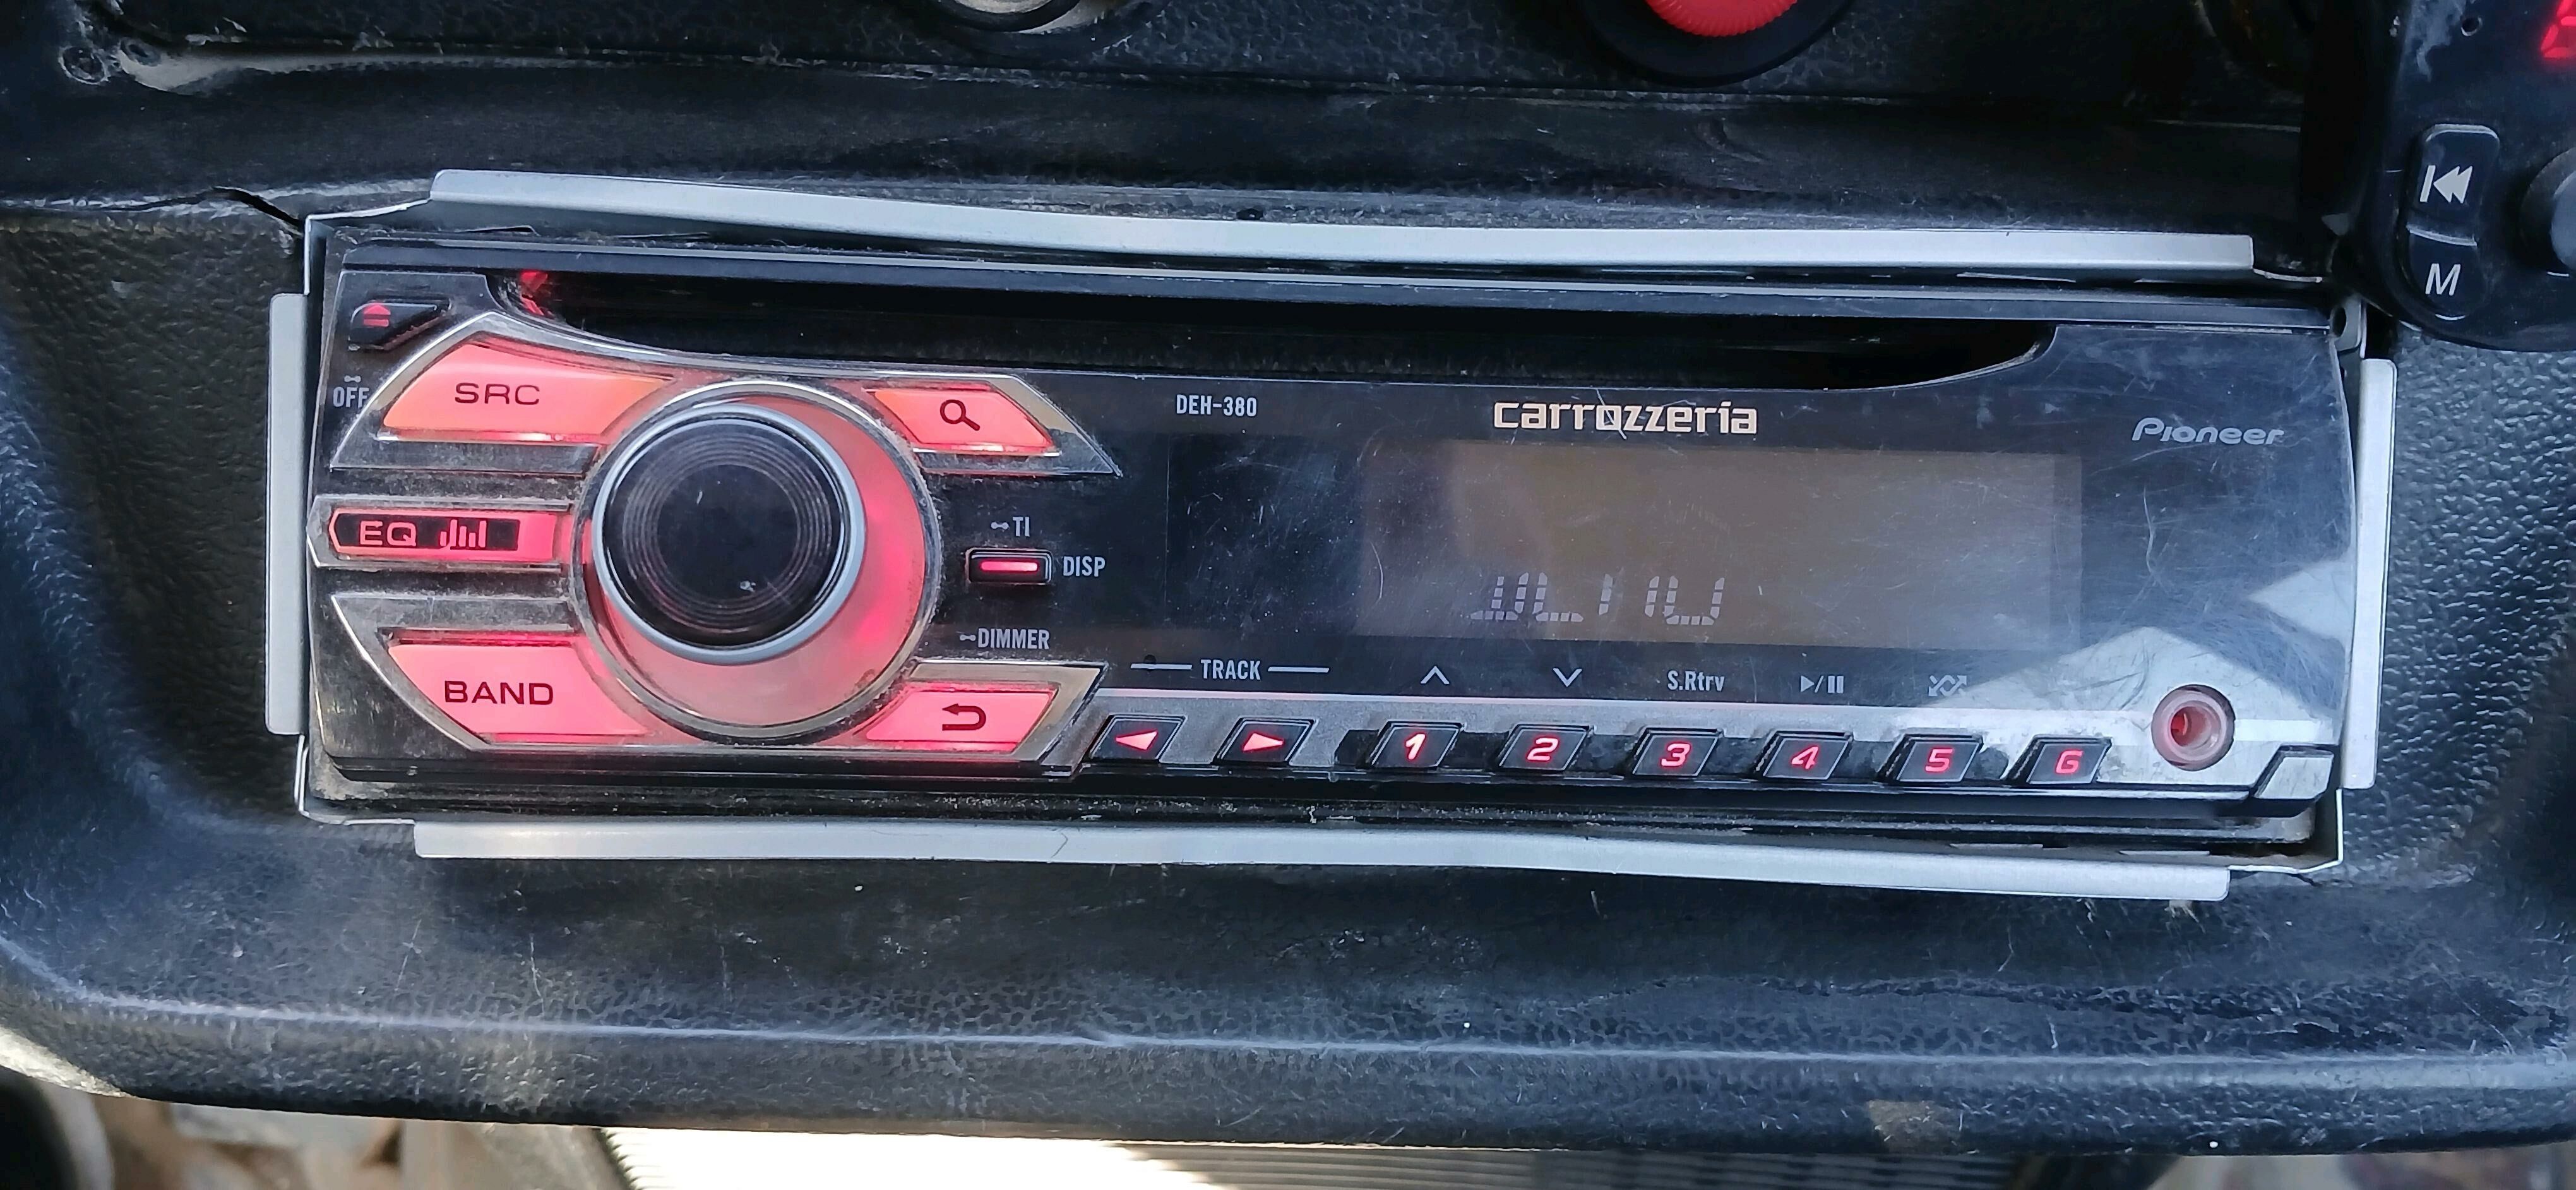 SRC
OFF
DEH-380
carrozzeria
Pioneer
EQ
TI
DISP
DIMMER
BAND
TRACK
S.Rtrv
1 2 3 4 5 6
M